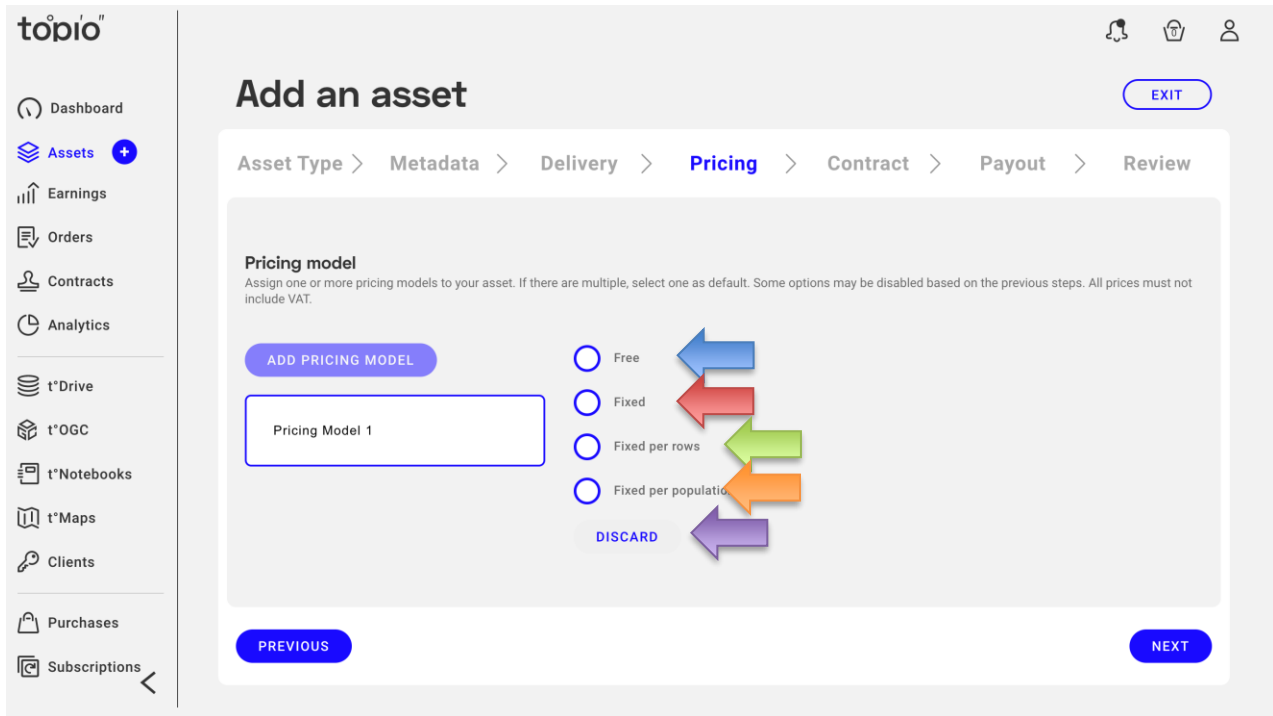 topio
Add an asset
EXIT
Dashboard
Assets
Earnings
Orders
Contracts
Analytics
t°Drive
t°OGC
t°Notebooks
t°Maps
Clients
Purchases
Subscriptions
Asset Type > Metadata > Delivery > Pricing > Contract > Payout > Review
Pricing model
Assign one or more pricing models to your asset. If there are multiple, select one as default. Some options may be disabled based on the previous steps. All prices must not
include VAT.
ADD PRICING MODEL
Pricing Model 1
Free
Fixed
Fixed per rows
Fixed per population
DISCARD
PREVIOUS
NEXT